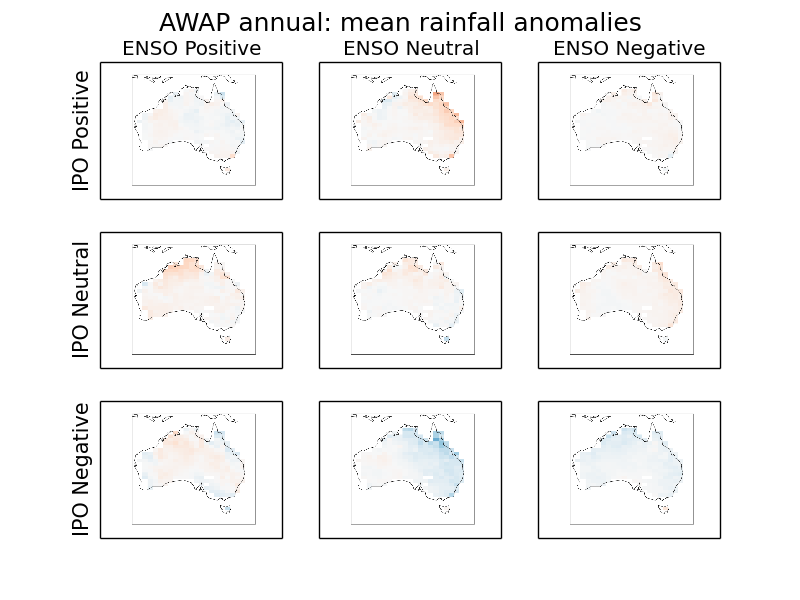 AWAP annual: mean rainfall anomalies
ENSO Positive
ENSO Neutral
ENSO Negative
IPO Positive
IPO Neutral
IPO Negative